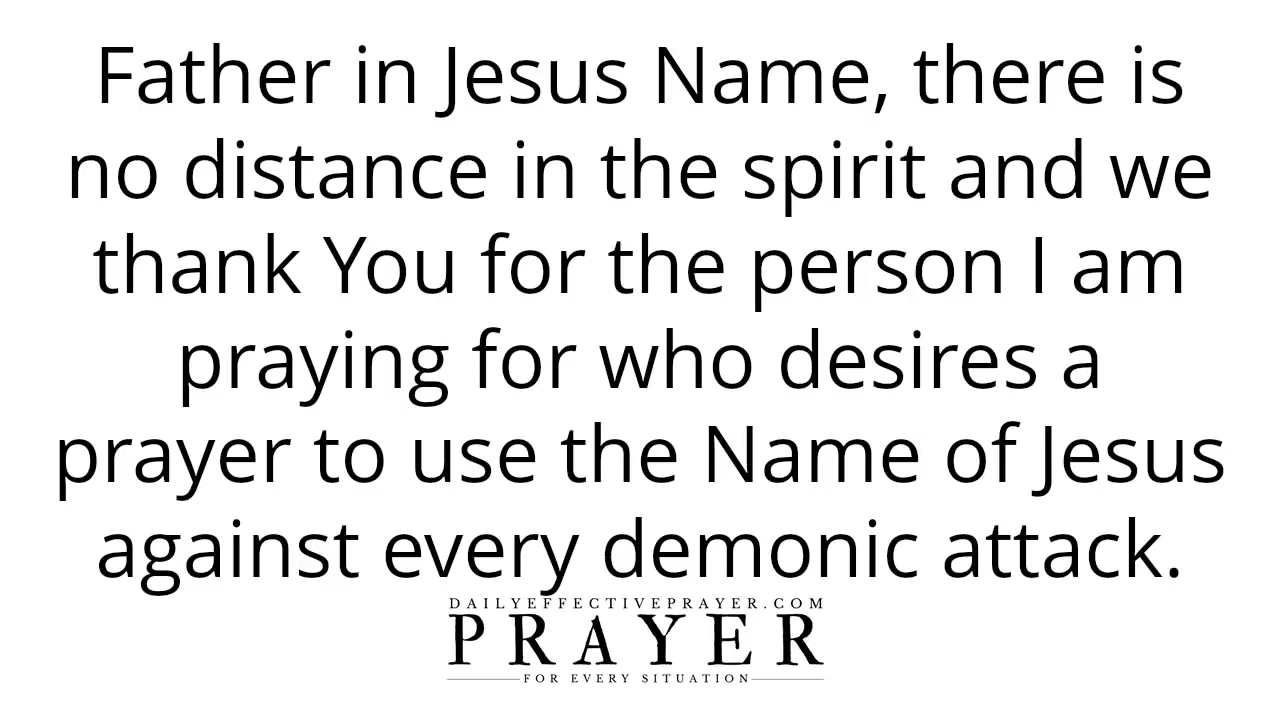 Father in Jesus Name, there is
no distance in the spirit and we
thank You for the person I am
praying for who desires a
prayer to use the Name of Jesus
against every demonic attack.
DAILYEFFECTIVEPRAYER.COM
PRAYER
FOR EVERY SITUATION